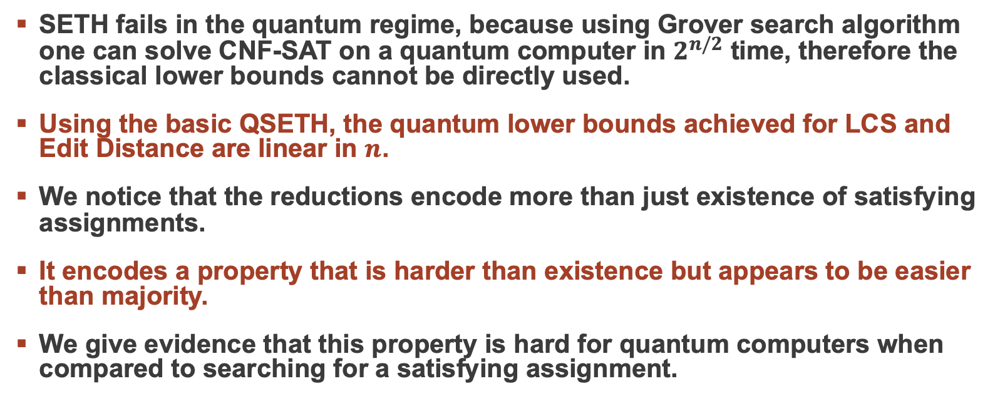 ▪ SETH fails in the quantum regime, because using Grover search algorithm
one can solve CNF-SAT on a quantum computer in 2^{n/2} time, therefore the
classical lower bounds cannot be directly used.
▪ Using the basic QSETH, the quantum lower bounds achieved for LCS and
Edit Distance are linear in n.
▪ We notice that the reductions encode more than just existence of satisfying
assignments.
▪ It encodes a property that is harder than existence but appears to be easier
than majority.
▪ We give evidence that this property is hard for quantum computers when
compared to searching for a satisfying assignment.